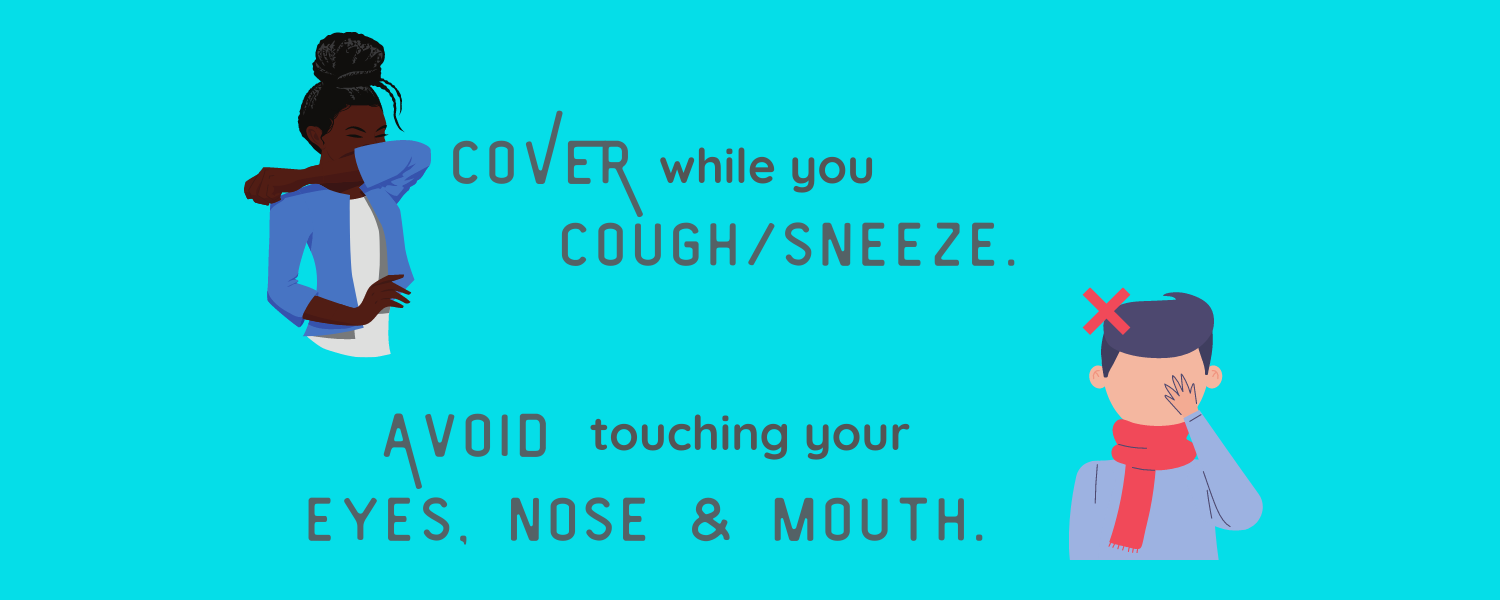 COVER while you
COUGH/SNEEZE.
AVOID touching your
EYES, NOSE & MOUTH.